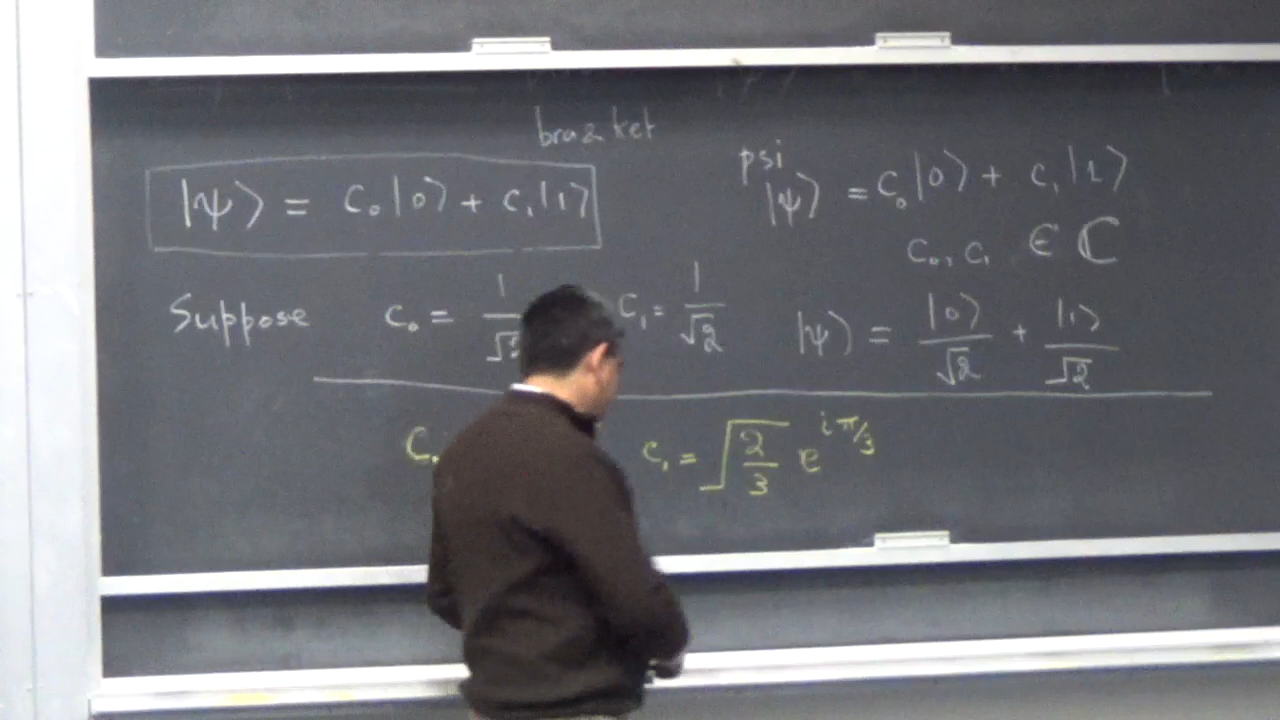 bra & ket
|ψ⟩ = c₀|0⟩ + c₁|1⟩
psi
|ψ⟩ = c₀|0⟩ + c₁|1⟩
c₀, c₁ ∈ ℂ
Suppose c₀ = 1/√2 c₁ = 1/√2
|ψ⟩ = |0⟩/√2 + |1⟩/√2
c₀ c₁ = √(2/3) e^{iπ/3}